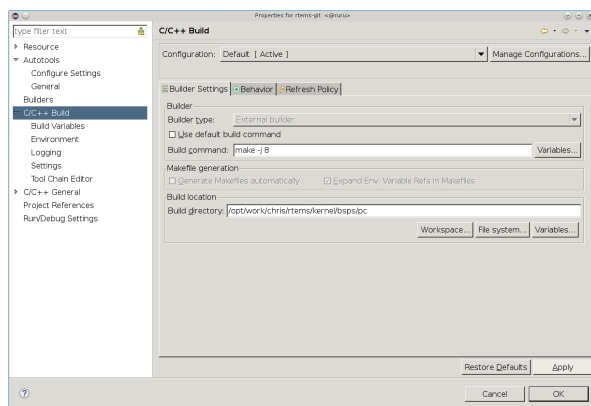 Properties for rtems-git <@ruru>
type filter text
C/C++ Build
Resource
Autotools
Configure Settings
General
Builders
C/C++ Build
Build Variables
Environment
Logging
Settings
Tool Chain Editor
C/C++ General
Project References
Run/Debug Settings
Configuration: Default [ Active ] Manage Configurations...
Builder Settings Behavior Refresh Policy
Builder
Builder type: External builder
Use default build command
Build command: make -j 8 Variables...
Makefile generation
Generate Makefiles automatically Expand Env. Variable Refs In Makefiles
Build location
Build directory: /opt/work/chris/rtems/kernel/bsps/pc
Workspace... File system... Variables...
Restore Defaults Apply
? Cancel OK